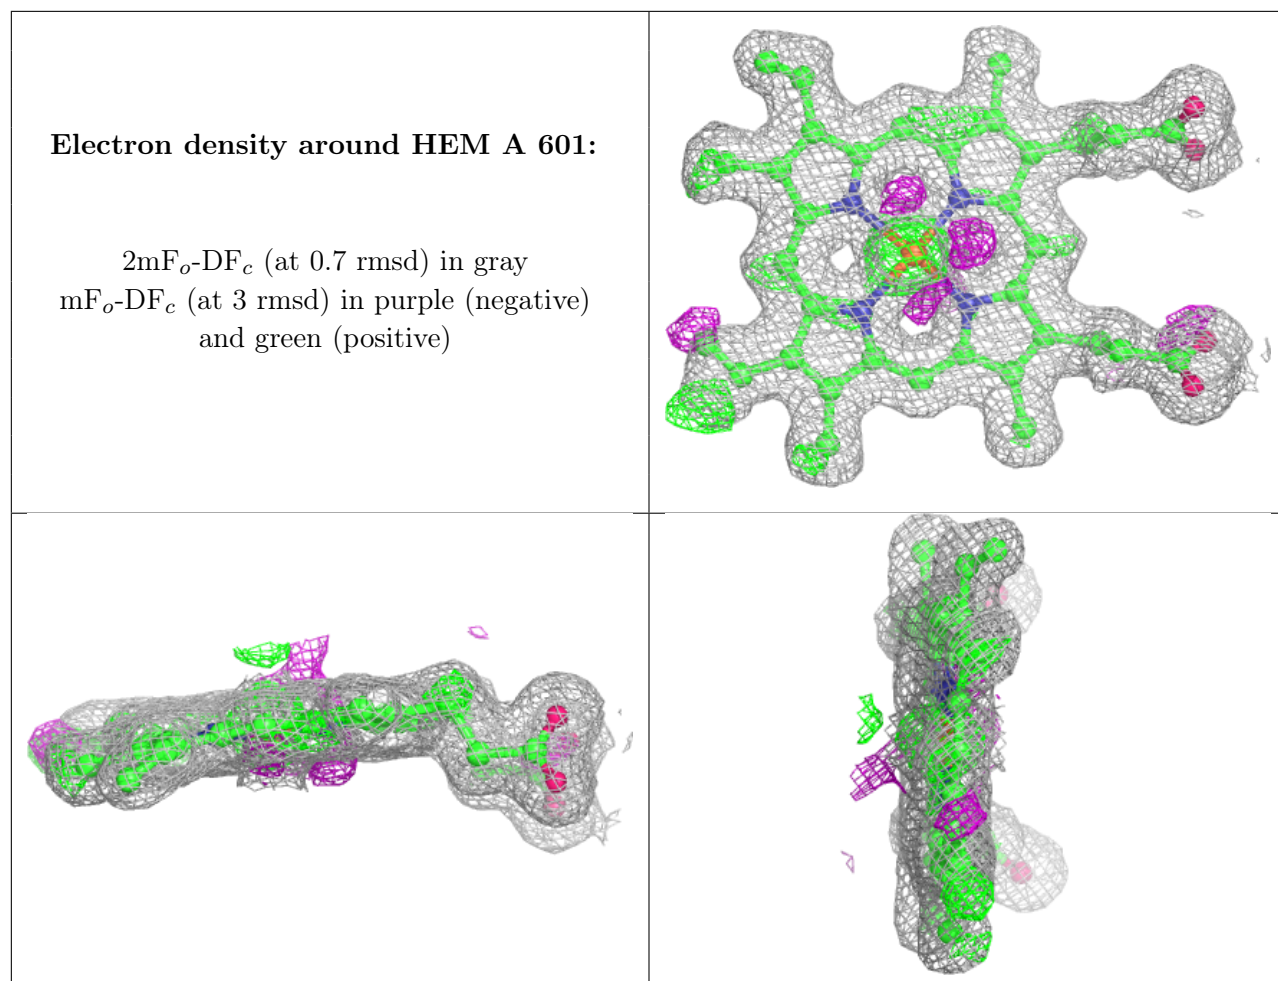 Electron density around HEM A 601:
2mFo-DFc (at 0.7 rmsd) in gray
mFo-DFc (at 3 rmsd) in purple (negative)
and green (positive)